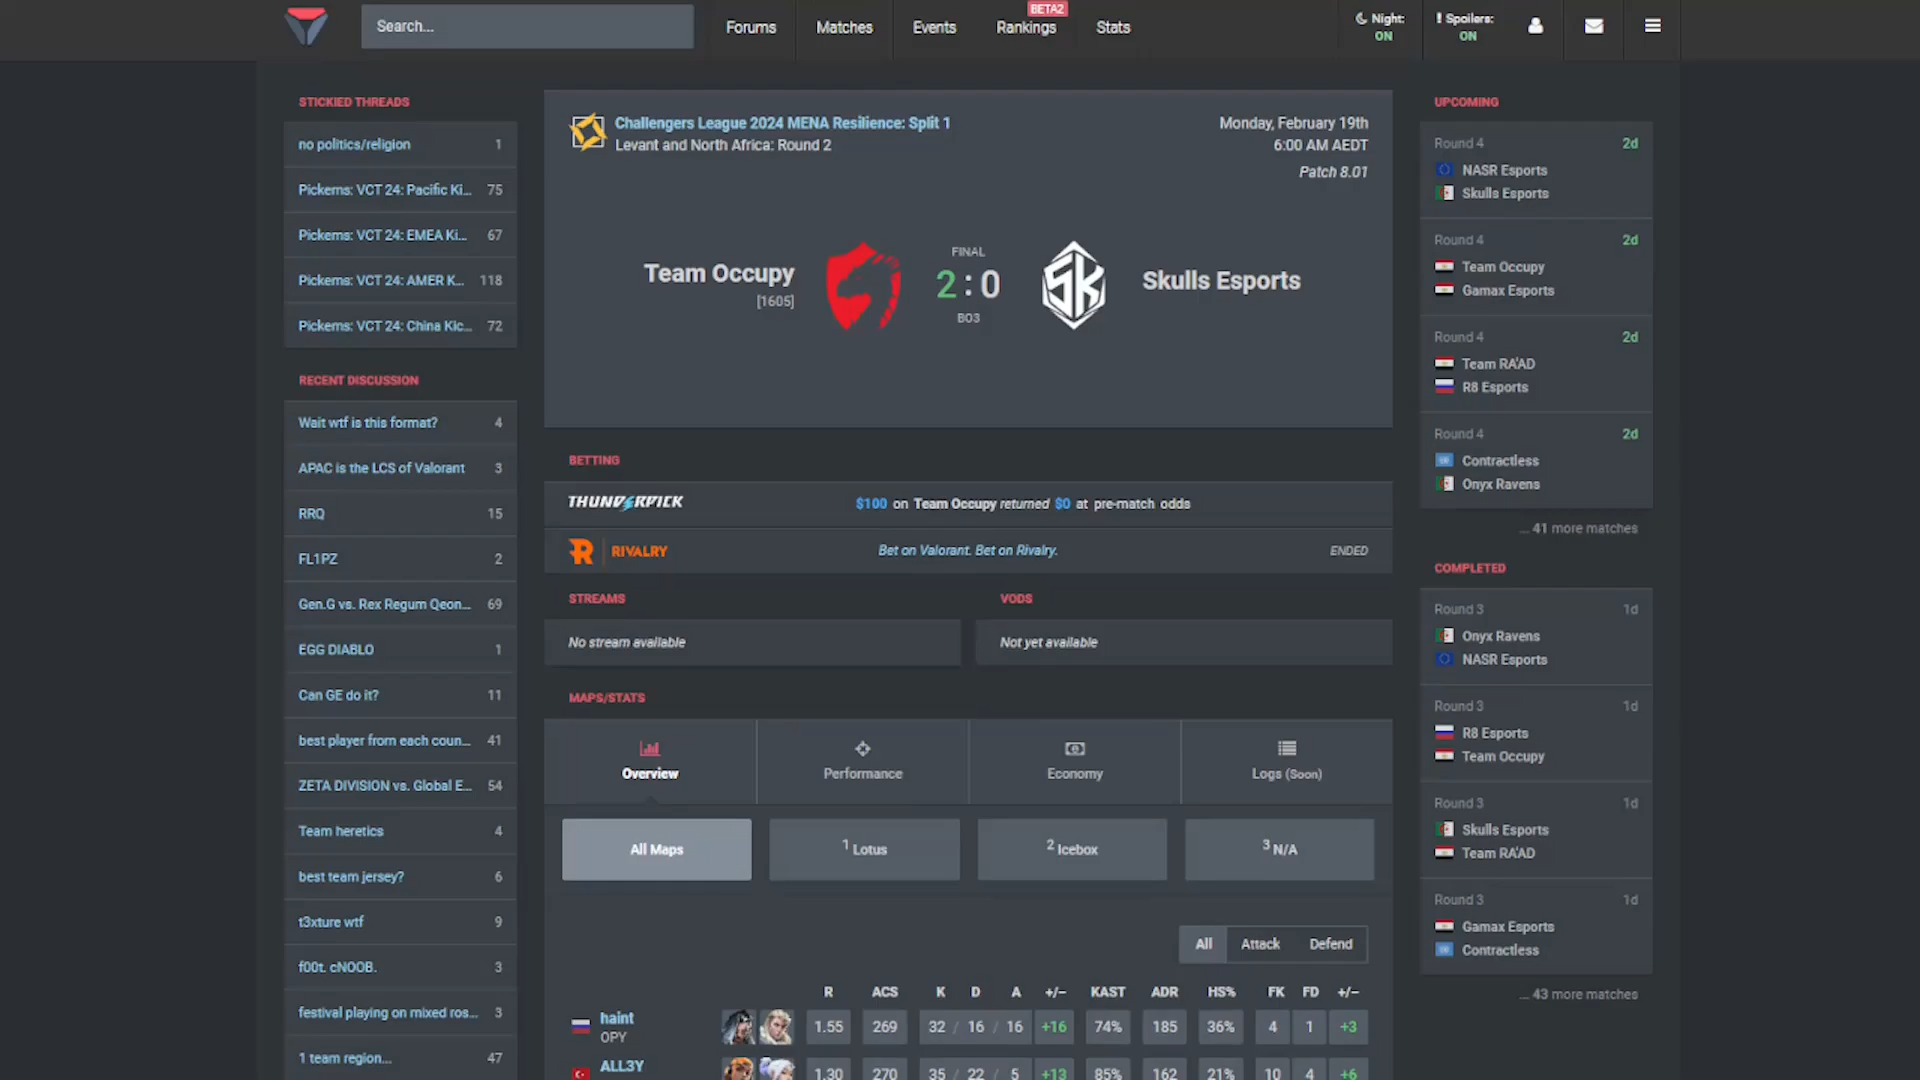 Search...
Forums
Matches
Events
Rankings
BETA2
Stats
Night:
ON
Spoilers:
ON
STICKIED THREADS
no politics/religion 1
Pickems: VCT 24: Pacific Ki... 75
Pickems: VCT 24: EMEA Ki... 67
Pickems: VCT 24: AMER K... 118
Pickems: VCT 24: China Kic... 72
RECENT DISCUSSION
Wait wtf is this format? 4
APAC is the LCS of Valorant 3
RRQ 15
FL1PZ 2
Gen.G vs. Rex Regum Qeon... 69
EGG DIABLO 1
Can GE do it? 11
best player from each coun... 41
ZETA DIVISION vs. Global E... 54
Team heretics 4
best team jersey? 6
t3xture wtf 9
f00t. cNOOB. 3
festival playing on mixed ros... 3
1 team region... 47
Challengers League 2024 MENA Resilience: Split 1
Levant and North Africa: Round 2
Monday, February 19th
6:00 AM AEDT
Patch 8.01
Team Occupy
[1605]
FINAL
2 : 0
BO3
SK
Skulls Esports
BETTING
THUNDERPICK
$100 on Team Occupy returned $0 at pre-match odds
R RIVALRY
Bet on Valorant. Bet on Rivalry.
ENDED
STREAMS
No stream available
VODS
Not yet available
MAPS/STATS
Overview
Performance
Economy
Logs (Soon)
All Maps
1 Lotus
2 Icebox
3 N/A
All Attack Defend
R ACS K D A +/– KAST ADR HS% FK FD +/–
haint
OPY
1.55 269 32 / 16 / 16 +16 74% 185 36% 4 1 +3
ALL3Y
1.30 270 35 / 22 / 5 +13 85% 162 21% 10 4 +6
UPCOMING
Round 4 2d
NASR Esports
Skulls Esports
Round 4 2d
Team Occupy
Gamax Esports
Round 4 2d
Team RA'AD
R8 Esports
Round 4 2d
Contractless
Onyx Ravens
... 41 more matches
COMPLETED
Round 3 1d
Onyx Ravens
NASR Esports
Round 3 1d
R8 Esports
Team Occupy
Round 3 1d
Skulls Esports
Team RA'AD
Round 3 1d
Gamax Esports
Contractless
... 43 more matches